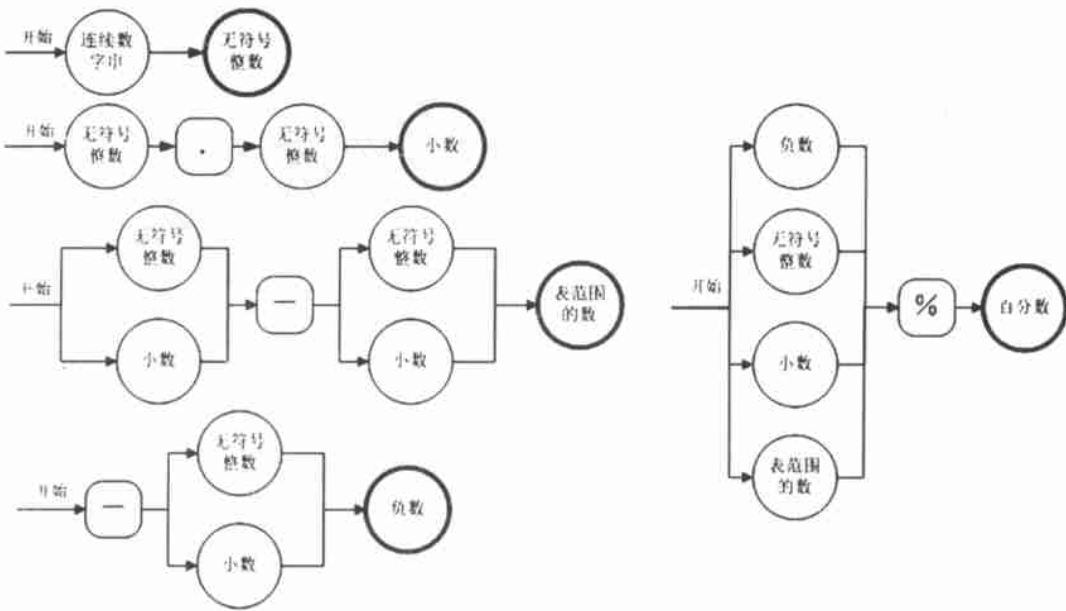 开始
连续数
字串
无符号
整数
开始
无符号
整数
.
无符号
整数
小数
开始
无符号
整数
小数
—
无符号
整数
小数
表范围
的数
开始
—
无符号
整数
小数
负数
开始
负数
无符号
整数
小数
表范围
的数
%
百分数